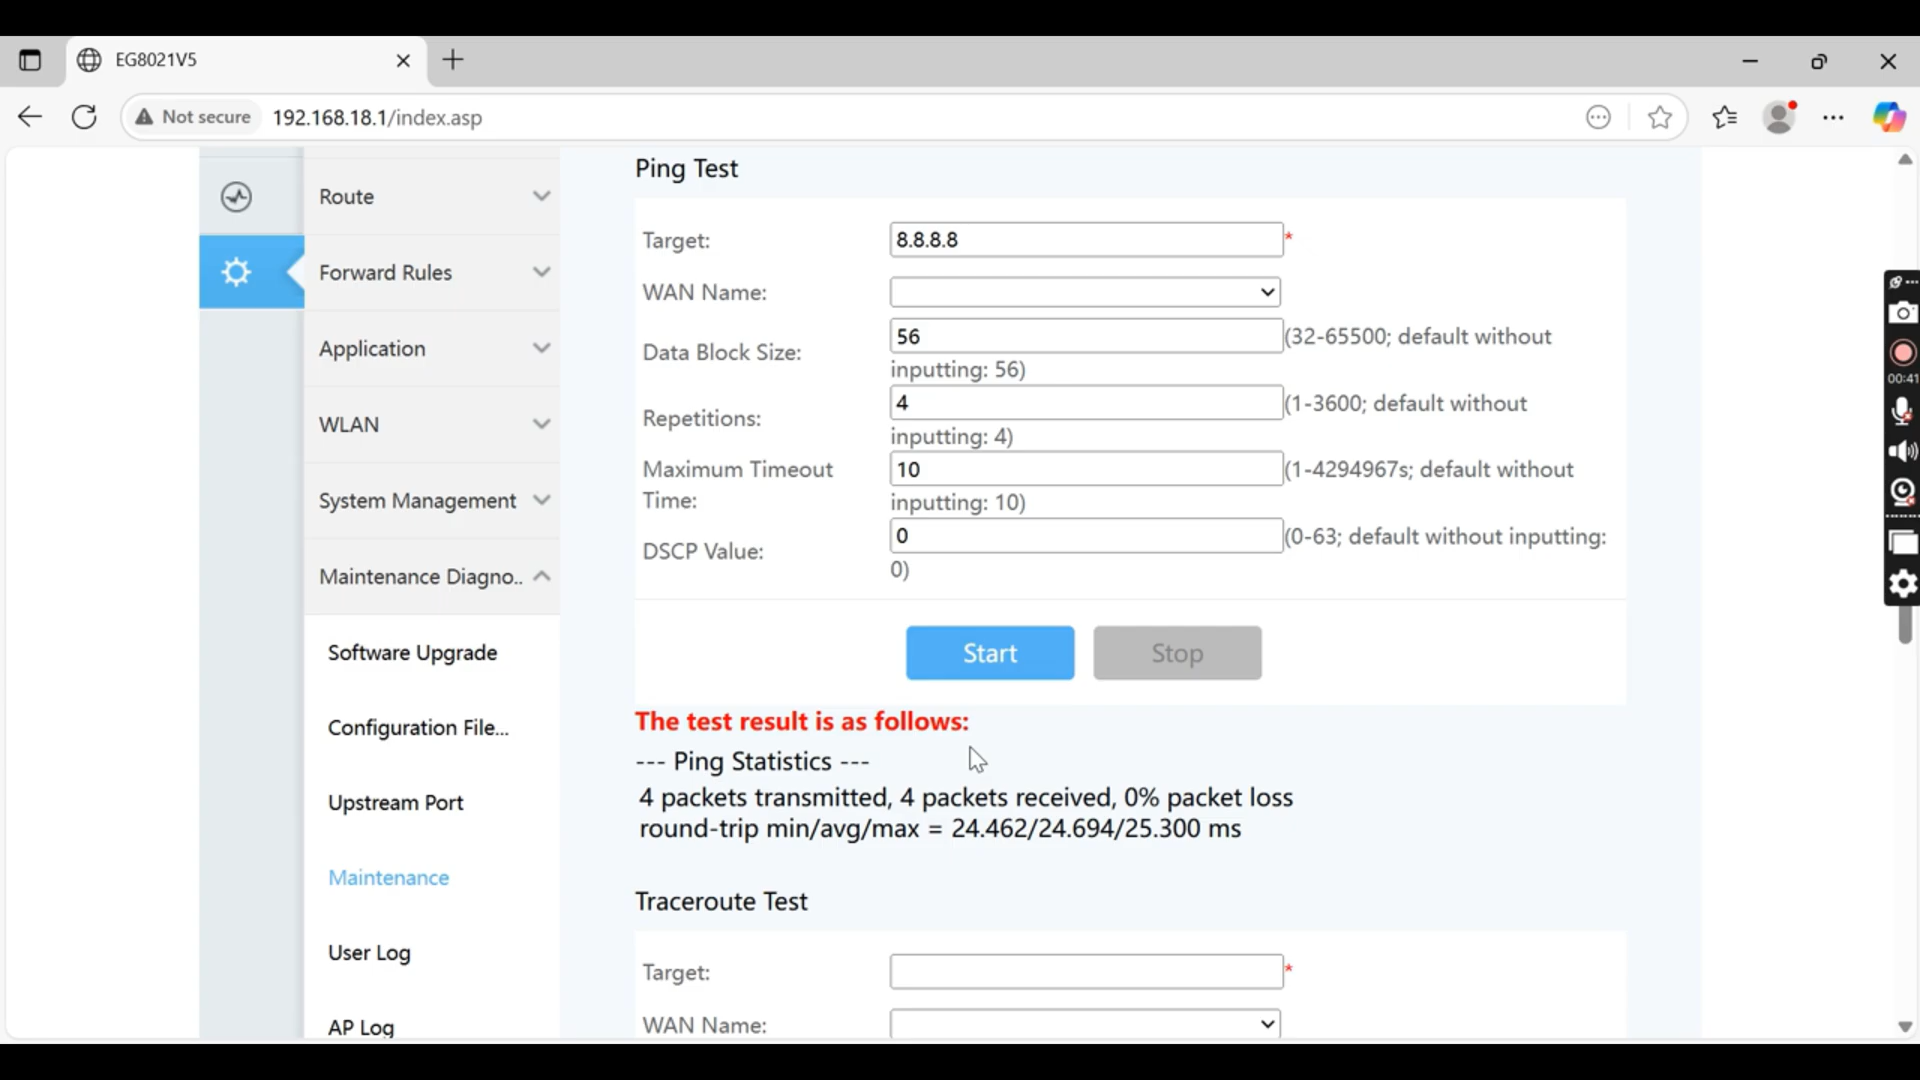 EG8021V5
Not secure
192.168.18.1/index.asp
Route
Forward Rules
Application
WLAN
System Management
Maintenance Diagno..
Software Upgrade
Configuration File...
Upstream Port
Maintenance
User Log
AP Log
Ping Test
Target:
8.8.8.8
*
WAN Name:
Data Block Size:
56
(32-65500; default without
inputting: 56)
Repetitions:
4
(1-3600; default without
inputting: 4)
Maximum Timeout
Time:
10
(1-4294967s; default without
inputting: 10)
DSCP Value:
0
(0-63; default without inputting:
0)
Start
Stop
The test result is as follows:
--- Ping Statistics ---
4 packets transmitted, 4 packets received, 0% packet loss
round-trip min/avg/max = 24.462/24.694/25.300 ms
Traceroute Test
Target:
*
WAN Name:
00:41